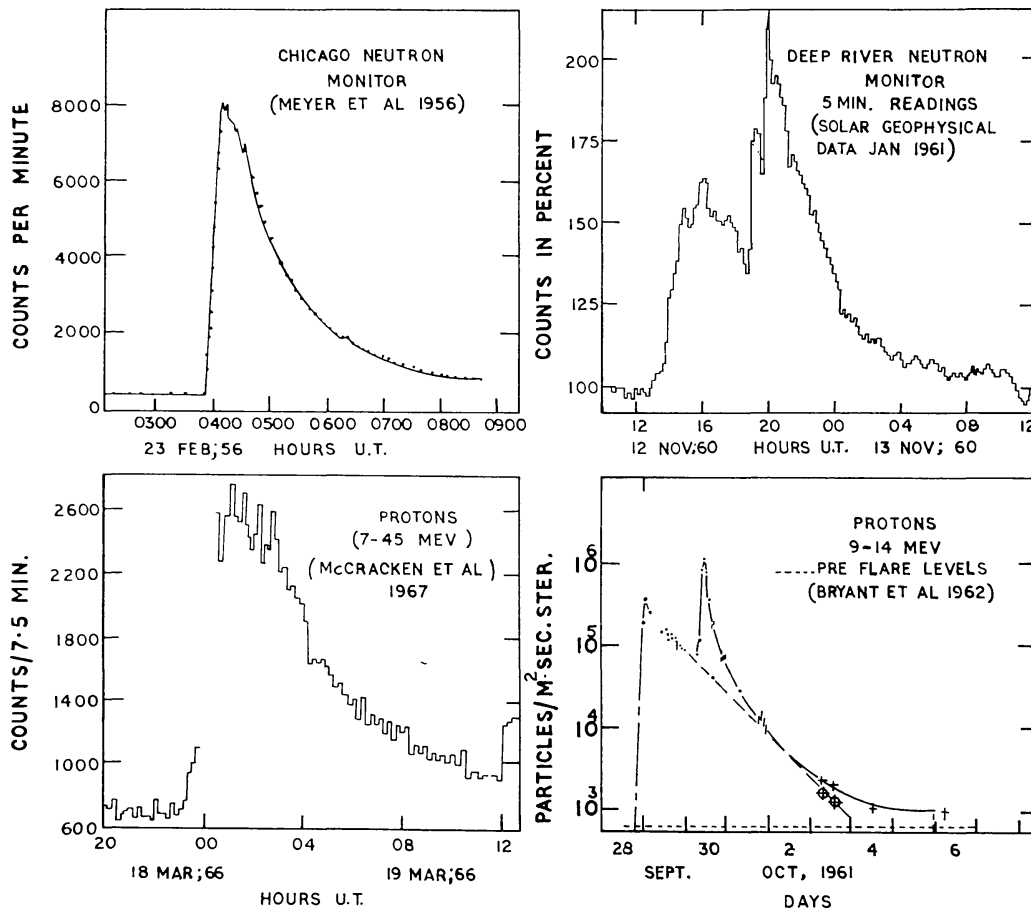 CHICAGO NEUTRON
MONITOR
(MEYER ET AL 1956)
COUNTS PER MINUTE
8000
6000
4000
2000
0
0300 0400 0500 0600 0700 0800 0900
23 FEB;56 HOURS U.T.
DEEP RIVER NEUTRON
MONITOR
5 MIN. READINGS
(SOLAR GEOPHYSICAL
DATA JAN 1961)
COUNTS IN PERCENT
200
175
150
125
100
12 16 20 00 04 08 12
12 NOV;60 HOURS U.T. 13 NOV; 60
PROTONS
(7-45 MEV)
(McCRACKEN ET AL)
1967
COUNTS/7·5 MIN.
2600
2200
1800
1400
1000
600
20 00 04 08 12
18 MAR;66 19 MAR;66
HOURS U.T.
PROTONS
9-14 MEV
PRE FLARE LEVELS
(BRYANT ET AL 1962)
PARTICLES/M²·SEC. STER.
10⁶
10⁵
10⁴
10³
28 30 2 4 6
SEPT. OCT, 1961
DAYS